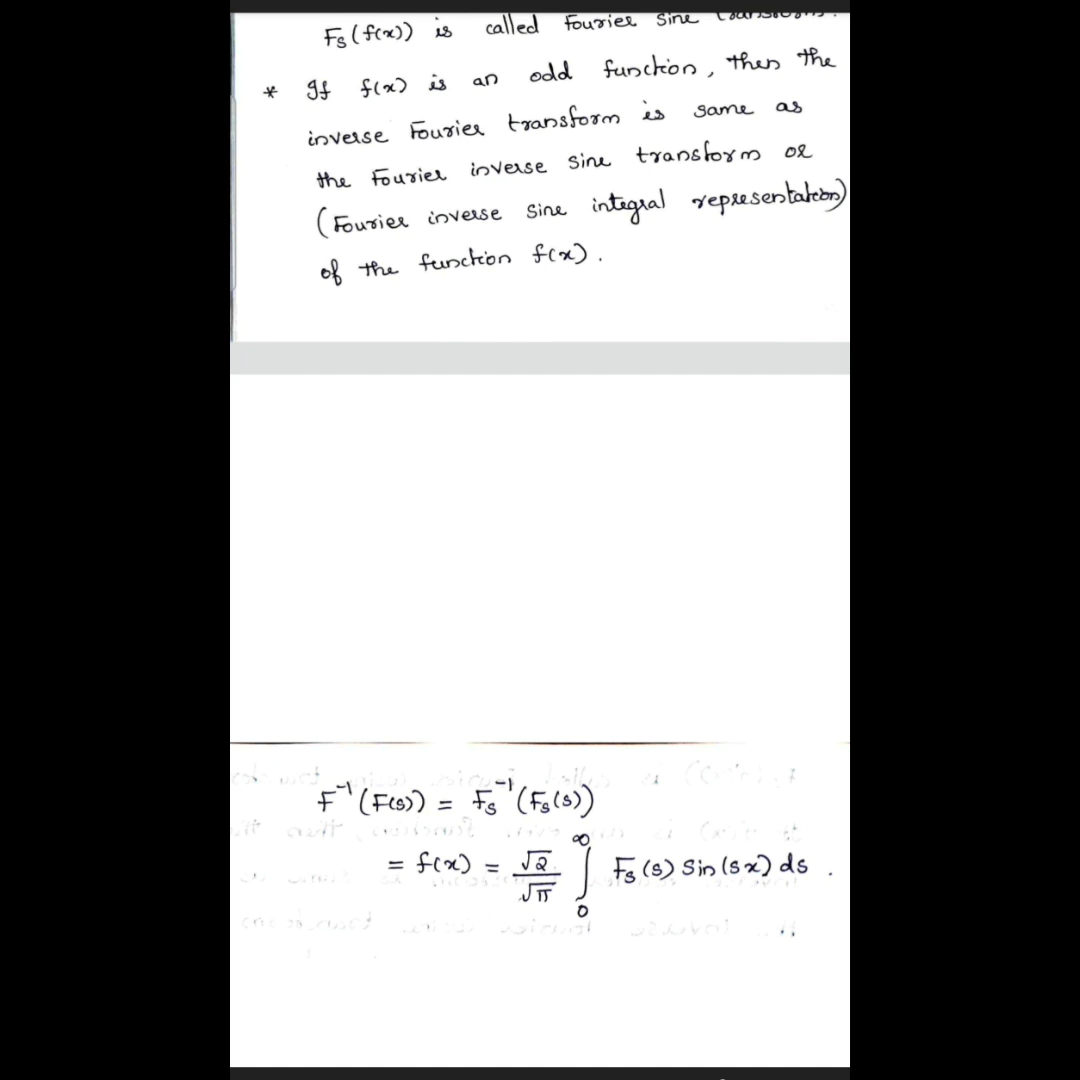 Fs(f(x)) is called Fourier sine
* If f(x) is an odd function, then the
inverse Fourier transform is same as
the Fourier inverse sine transform or
(Fourier inverse sine integral representation)
of the function f(x).
F⁻¹(F(s)) = Fs⁻¹(Fs(s))
= f(x) = √2/√π ∫₀^∞ Fs(s) sin(sx) ds.